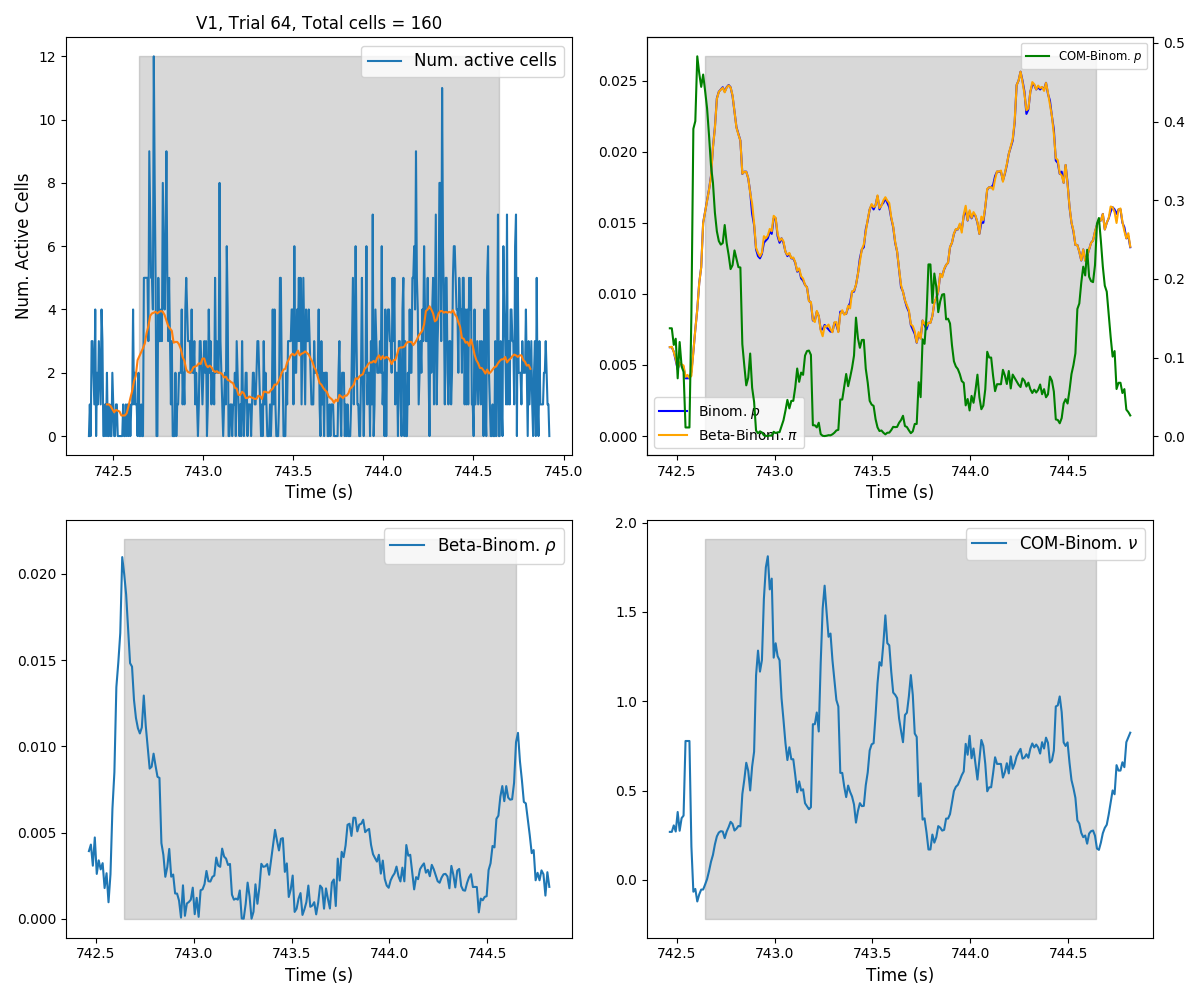 V1, Trial 64, Total cells = 160
Num. active cells
Num. Active Cells
12
10
8
6
4
2
0
742.5 743.0 743.5 744.0 744.5 745.0
Time (s)
COM-Binom. p
0.025
0.020
0.015
0.010
0.005
0.000
0.5
0.4
0.3
0.2
0.1
0.0
Binom. p
Beta-Binom. π
742.5 743.0 743.5 744.0 744.5
Time (s)
Beta-Binom. ρ
0.020
0.015
0.010
0.005
0.000
742.5 743.0 743.5 744.0 744.5
Time (s)
COM-Binom. ν
2.0
1.5
1.0
0.5
0.0
742.5 743.0 743.5 744.0 744.5
Time (s)